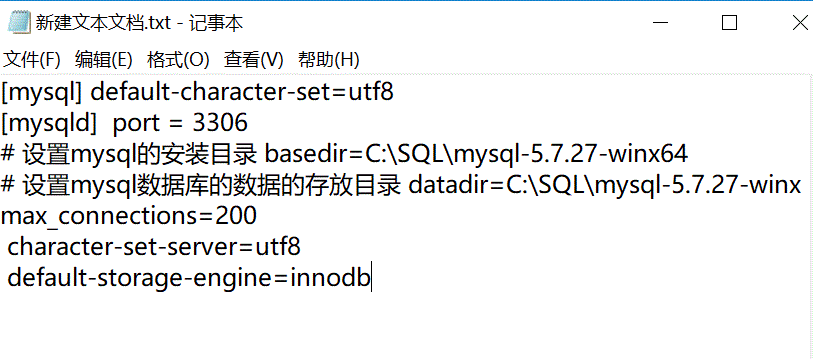 新建文本文档.txt - 记事本
文件(F) 编辑(E) 格式(O) 查看(V) 帮助(H)
[mysql] default-character-set=utf8
[mysqld]  port = 3306
# 设置mysql的安装目录 basedir=C:\SQL\mysql-5.7.27-winx64
# 设置mysql数据库的数据的存放目录 datadir=C:\SQL\mysql-5.7.27-winx
max_connections=200
character-set-server=utf8
default-storage-engine=innodb